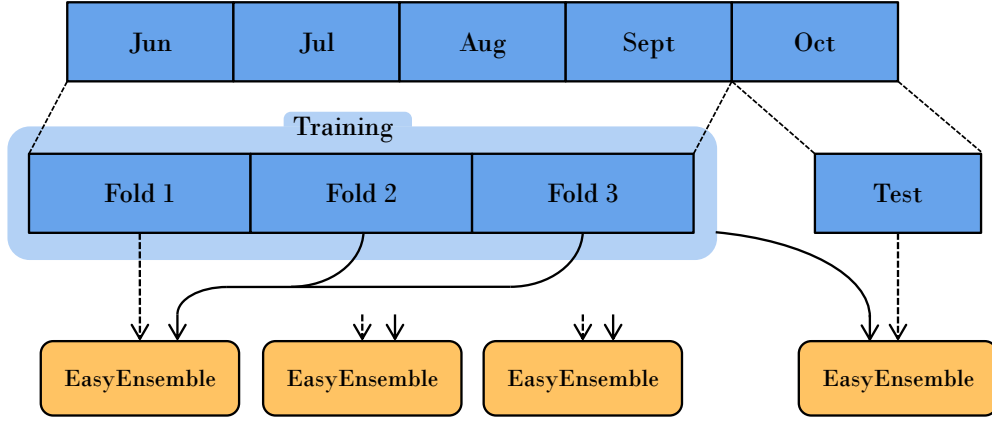 Jun Jul Aug Sept Oct
Training
Fold 1 Fold 2 Fold 3 Test
EasyEnsemble EasyEnsemble EasyEnsemble EasyEnsemble